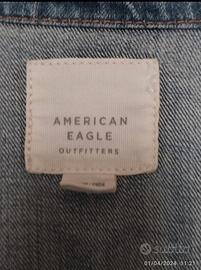 AMERICAN
EAGLE
OUTFITTERS
01/04/2024 11:21